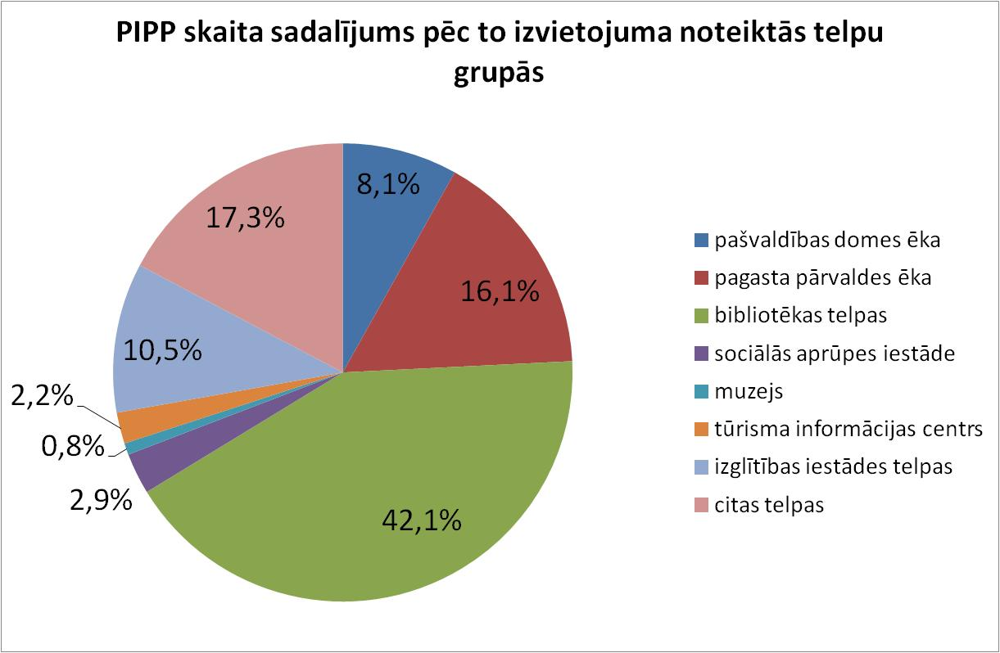 PIPP skaita sadalījums pēc to izvietojuma noteiktās telpu
grupās
8,1%
16,1%
42,1%
2,9%
0,8%
2,2%
10,5%
17,3%
pašvaldības domes ēka
pagasta pārvaldes ēka
bibliotēkas telpas
sociālās aprūpes iestāde
muzejs
tūrisma informācijas centrs
izglītības iestādes telpas
citas telpas